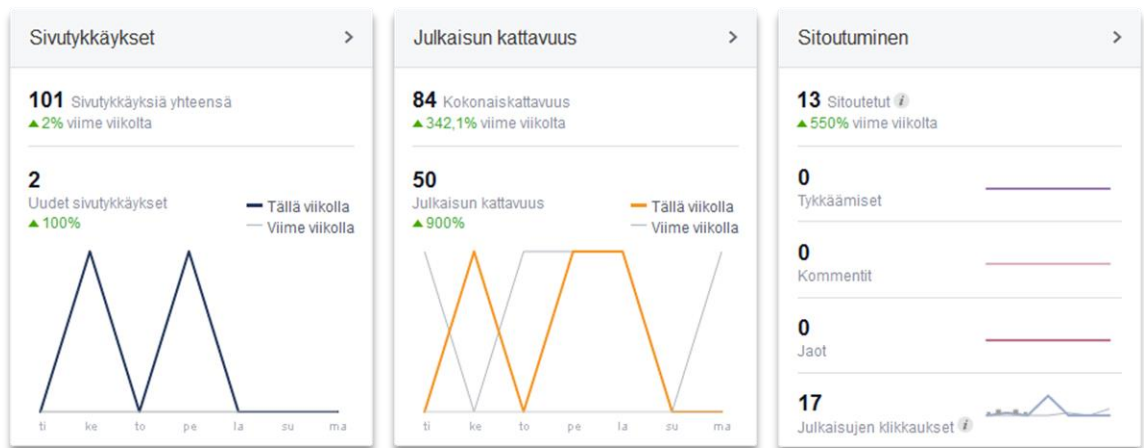 Sivutykkäykset
101 Sivutykkäyksiä yhteensä
▲2% viime viikolta
2
Uudet sivutykkäykset
▲100%
Tällä viikolla
Viime viikolla
ti ke to pe la su ma
Julkaisun kattavuus
84 Kokonaiskattavuus
▲342,1% viime viikolta
50
Julkaisun kattavuus
▲900%
Tällä viikolla
Viime viikolla
ti ke to pe la su ma
Sitoutuminen
13 Sitoutetut i
▲550% viime viikolta
0
Tykkäämiset
0
Kommentit
0
Jaot
17
Julkaisujen klikkaukset i